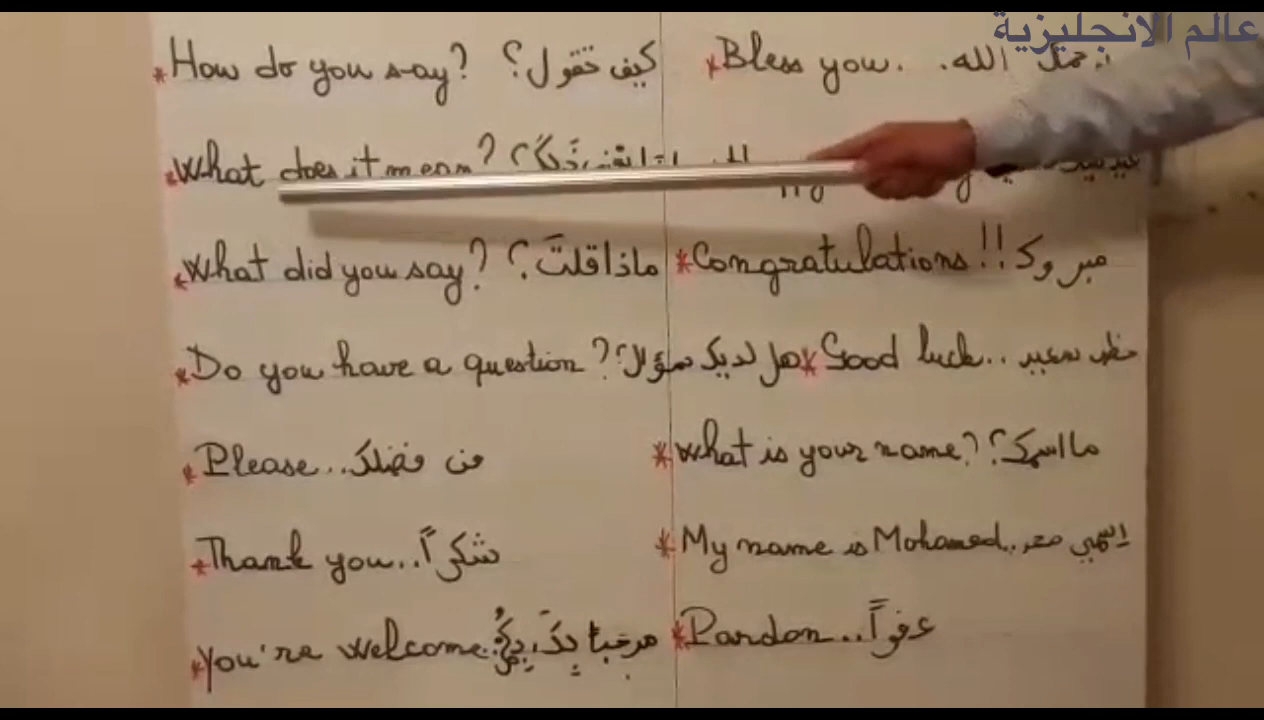 عالم الانجليزية
* How do you say? كيف تقول؟
* What does it mean?
* What did you say? ماذا قلتَ؟
* Do you have a question? هل لديك سؤال؟
* Please.. من فضلك
* Thank you.. شكراً
* You're welcome. مرحباً بِكَ، بِكُم
* Bless you. الله
* Congratulations!! مبروك
* Good luck.. حظ سعيد
* What is your name? ما اسمك؟
* My name is Mohamed.. إسمي محمد
* Pardon.. عفواً